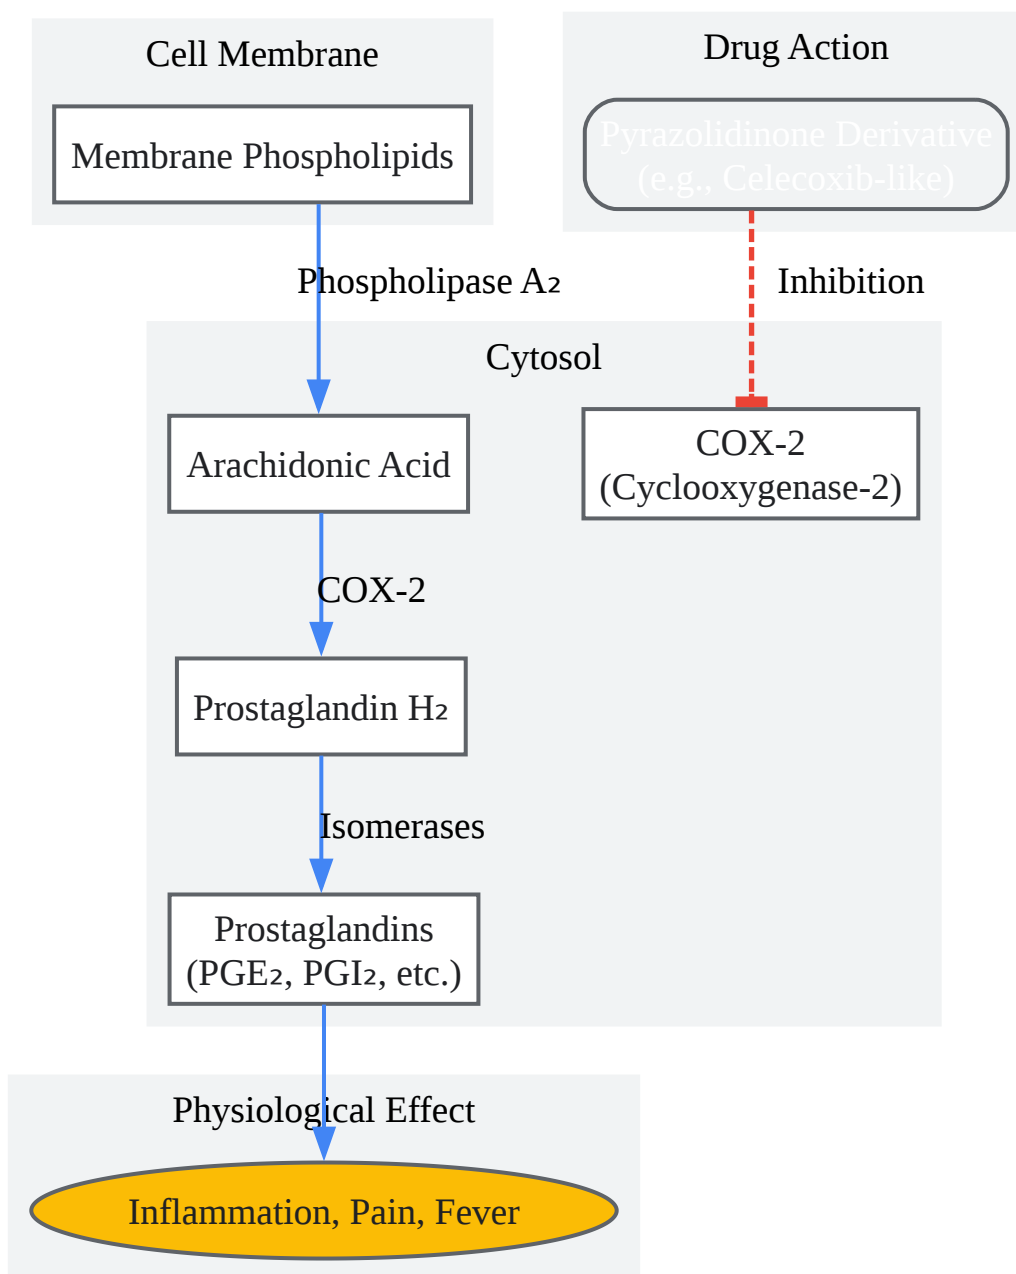 Cell Membrane
Membrane Phospholipids
Drug Action
Pyrazolidinone Derivative
(e.g., Celecoxib-like)
Phospholipase A₂
Inhibition
Cytosol
Arachidonic Acid
COX-2
(Cyclooxygenase-2)
COX-2
Prostaglandin H₂
Isomerases
Prostaglandins
(PGE₂, PGI₂, etc.)
Physiological Effect
Inflammation, Pain, Fever